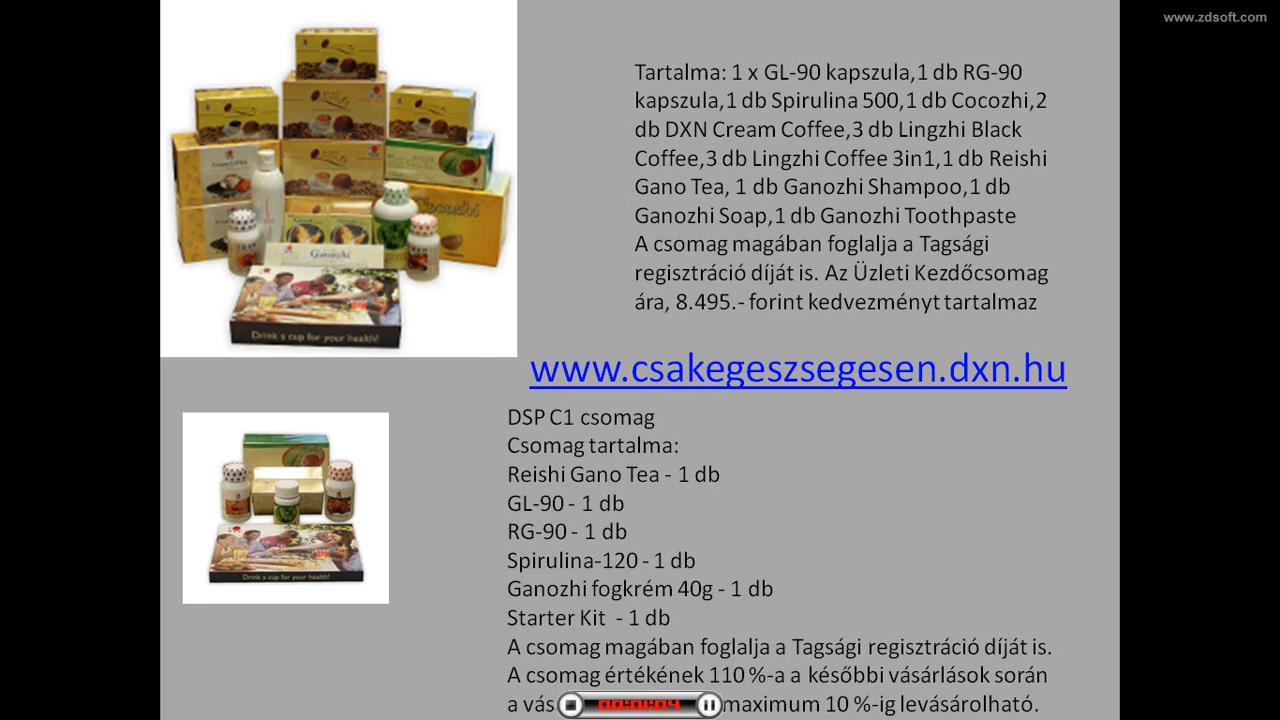 www.zdsoft.com
Tartalma: 1 x GL-90 kapszula,1 db RG-90
kapszula,1 db Spirulina 500,1 db Cocozhi,2
db DXN Cream Coffee,3 db Lingzhi Black
Coffee,3 db Lingzhi Coffee 3in1,1 db Reishi
Gano Tea, 1 db Ganozhi Shampoo,1 db
Ganozhi Soap,1 db Ganozhi Toothpaste
A csomag magában foglalja a Tagsági
regisztráció díját is. Az Üzleti Kezdőcsomag
ára, 8.495.- forint kedvezményt tartalmaz
Ganozhi
Drink a cup for your health!
www.csakegeszsegesen.dxn.hu
DSP C1 csomag
Csomag tartalma:
Reishi Gano Tea - 1 db
GL-90 - 1 db
RG-90 - 1 db
Spirulina-120 - 1 db
Ganozhi fogkrém 40g - 1 db
Starter Kit - 1 db
A csomag magában foglalja a Tagsági regisztráció díját is.
A csomag értékének 110 %-a a későbbi vásárlások során
a vás maximum 10 %-ig levásárolható.
Drink a cup for your health!